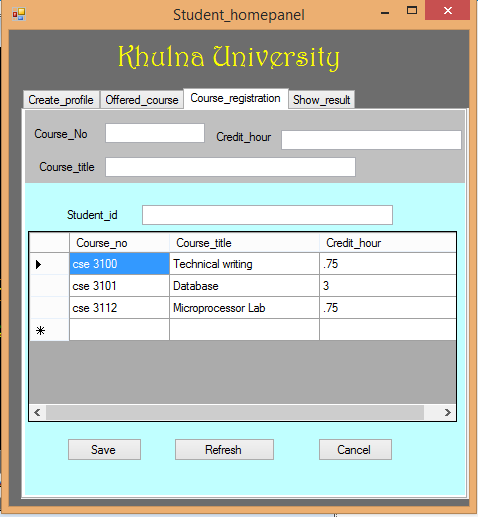 Student_homepanel
Khulna University
Create_profile Offered_course Course_registration Show_result
Course_No Credit_hour
Course_title
Student_id
Course_no Course_title Credit_hour
cse 3100 Technical writing .75
cse 3101 Database 3
cse 3112 Microprocessor Lab .75
Save Refresh Cancel